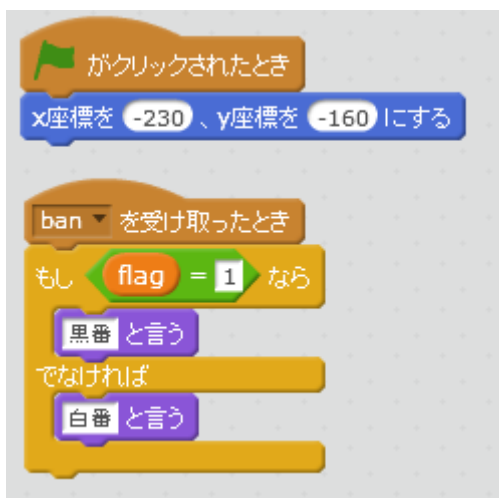 がクリックされたとき
x座標を -230 、y座標を -160 にする
ban を受け取ったとき
もし flag = 1 なら
黒番 と言う
でなければ
白番 と言う